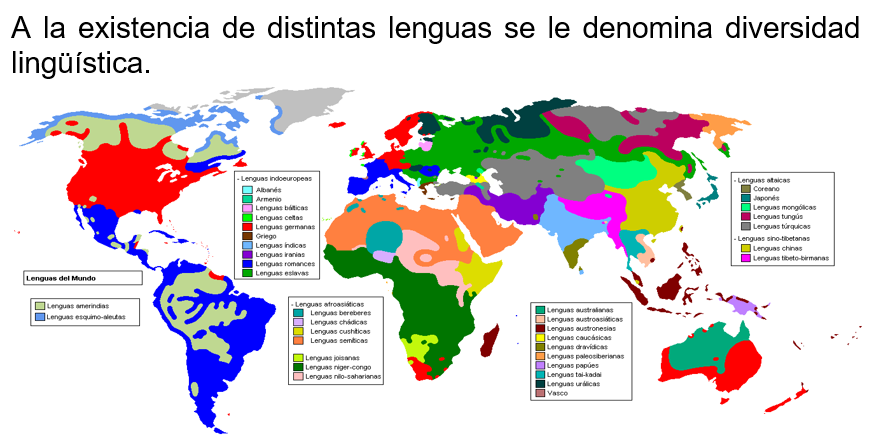 A la existencia de distintas lenguas se le denomina diversidad
lingüística.
- Lenguas indoeuropeas
Albanés
Armenio
Lenguas bálticas
Lenguas celtas
Lenguas germanas
Griego
Lenguas índicas
Lenguas iranias
Lenguas romances
Lenguas eslavas
- Lenguas altaicas
Coreano
Japonés
Lenguas mongólicas
Lenguas tungús
Lenguas túrquicas
- Lenguas sino-tibetanas
Lenguas chinas
Lenguas tibeto-birmanas
Lenguas del Mundo
Lenguas amerindias
Lenguas esquimo-aleutas
- Lenguas afroasiáticas
Lenguas bereberes
Lenguas chádicas
Lenguas cushíticas
Lenguas semíticas
Lenguas joisanas
Lenguas niger-congo
Lenguas nilo-saharianas
Lenguas australianas
Lenguas austroasiáticas
Lenguas austronesias
Lenguas caucásicas
Lenguas dravídicas
Lenguas paleosiberianas
Lenguas papúes
Lenguas tai-kadai
Lenguas urálicas
Vasco